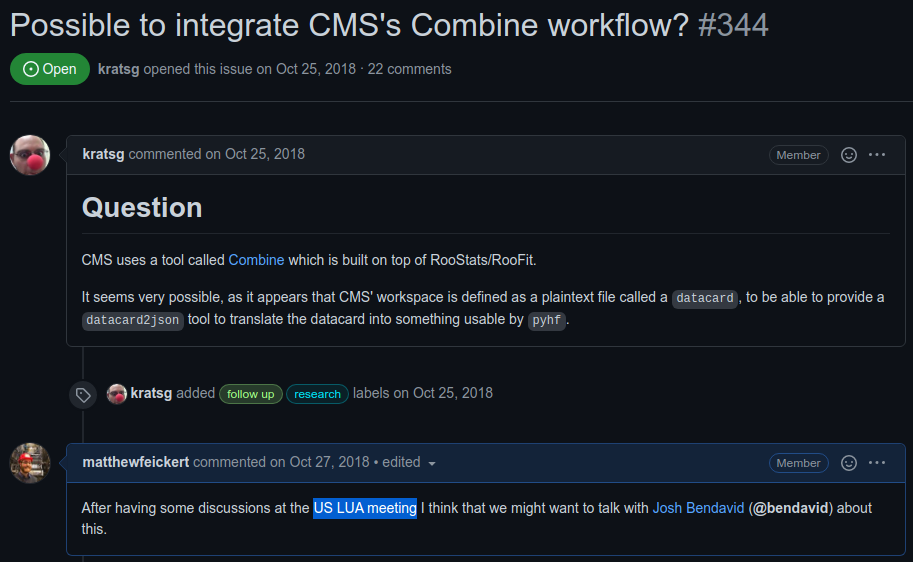 Possible to integrate CMS's Combine workflow? #344
Open kratsg opened this issue on Oct 25, 2018 · 22 comments
kratsg commented on Oct 25, 2018 Member
Question
CMS uses a tool called Combine which is built on top of RooStats/RooFit.
It seems very possible, as it appears that CMS' workspace is defined as a plaintext file called a datacard, to be able to provide a
datacard2json tool to translate the datacard into something usable by pyhf.
kratsg added follow up research labels on Oct 25, 2018
matthewfeickert commented on Oct 27, 2018 • edited Member
After having some discussions at the US LUA meeting I think that we might want to talk with Josh Bendavid (@bendavid) about
this.